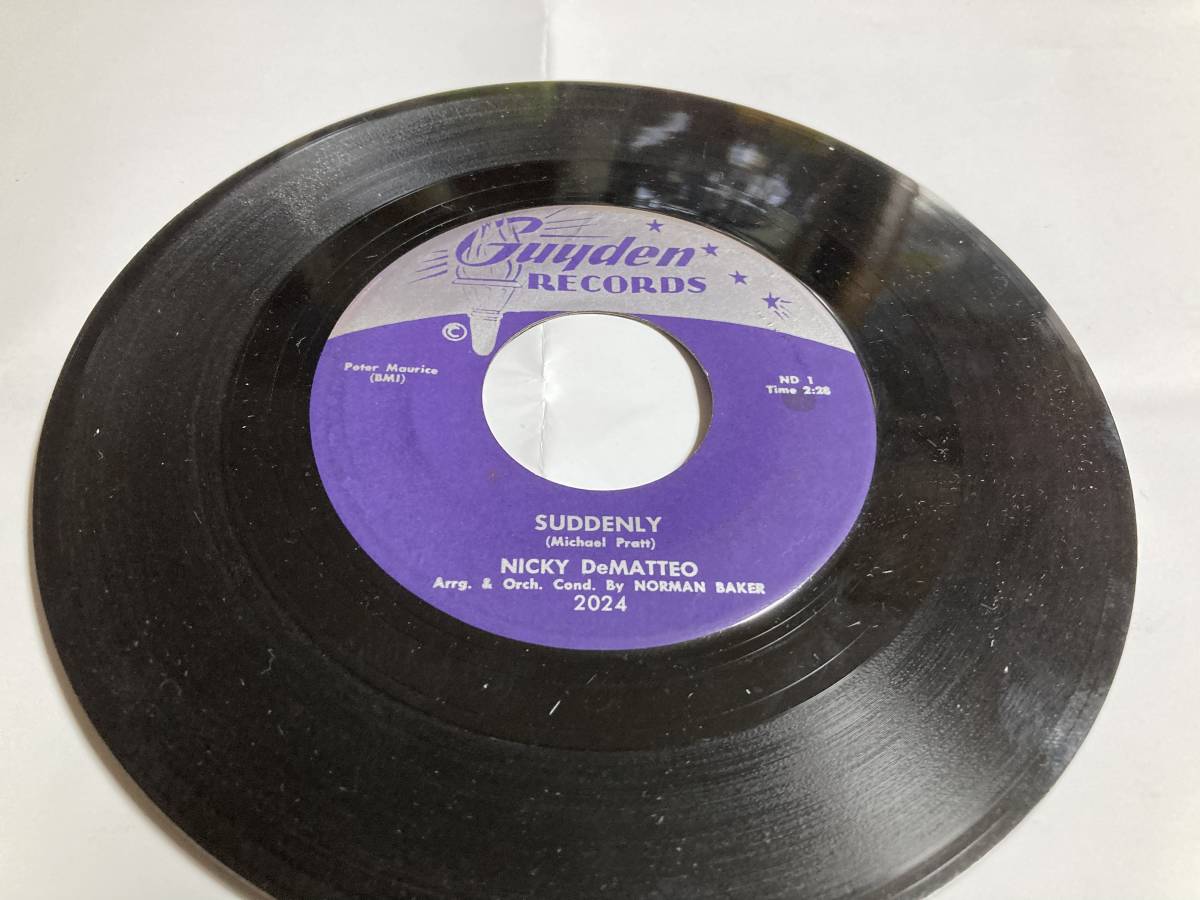 Guyden
RECORDS
©
Peter Maurice
(BMI)
ND 1
Time 2:28
SUDDENLY
(Michael Pratt)
NICKY DeMATTEO
Arrg. & Orch. Cond. By NORMAN BAKER
2024